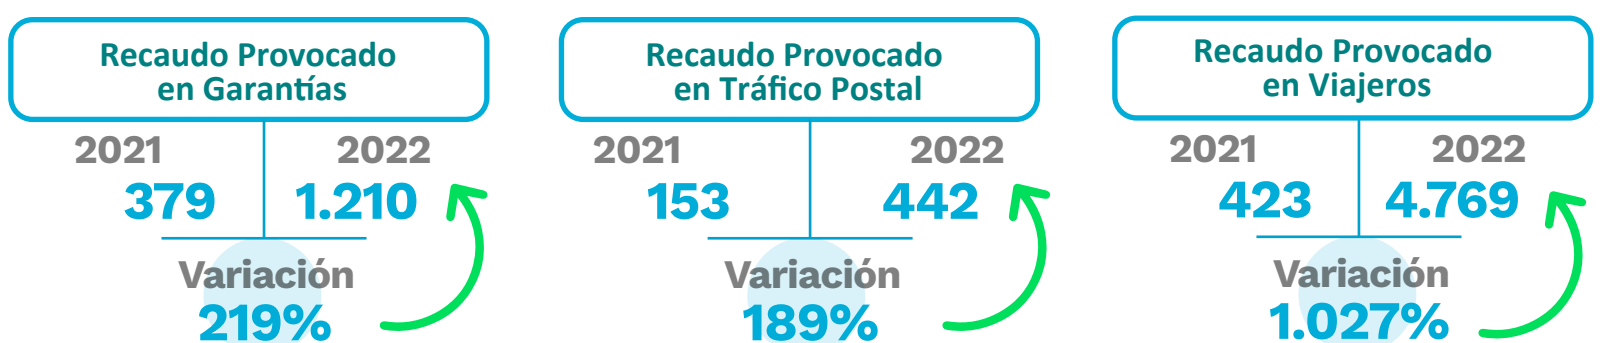 Recaudo Provocado
en Garantías
2021
2022
379
1.210
Variación
219%
Recaudo Provocado
en Tráfico Postal
2021
2022
153
442
Variación
189%
Recaudo Provocado
en Viajeros
2021
2022
423
4.769
Variación
1.027%